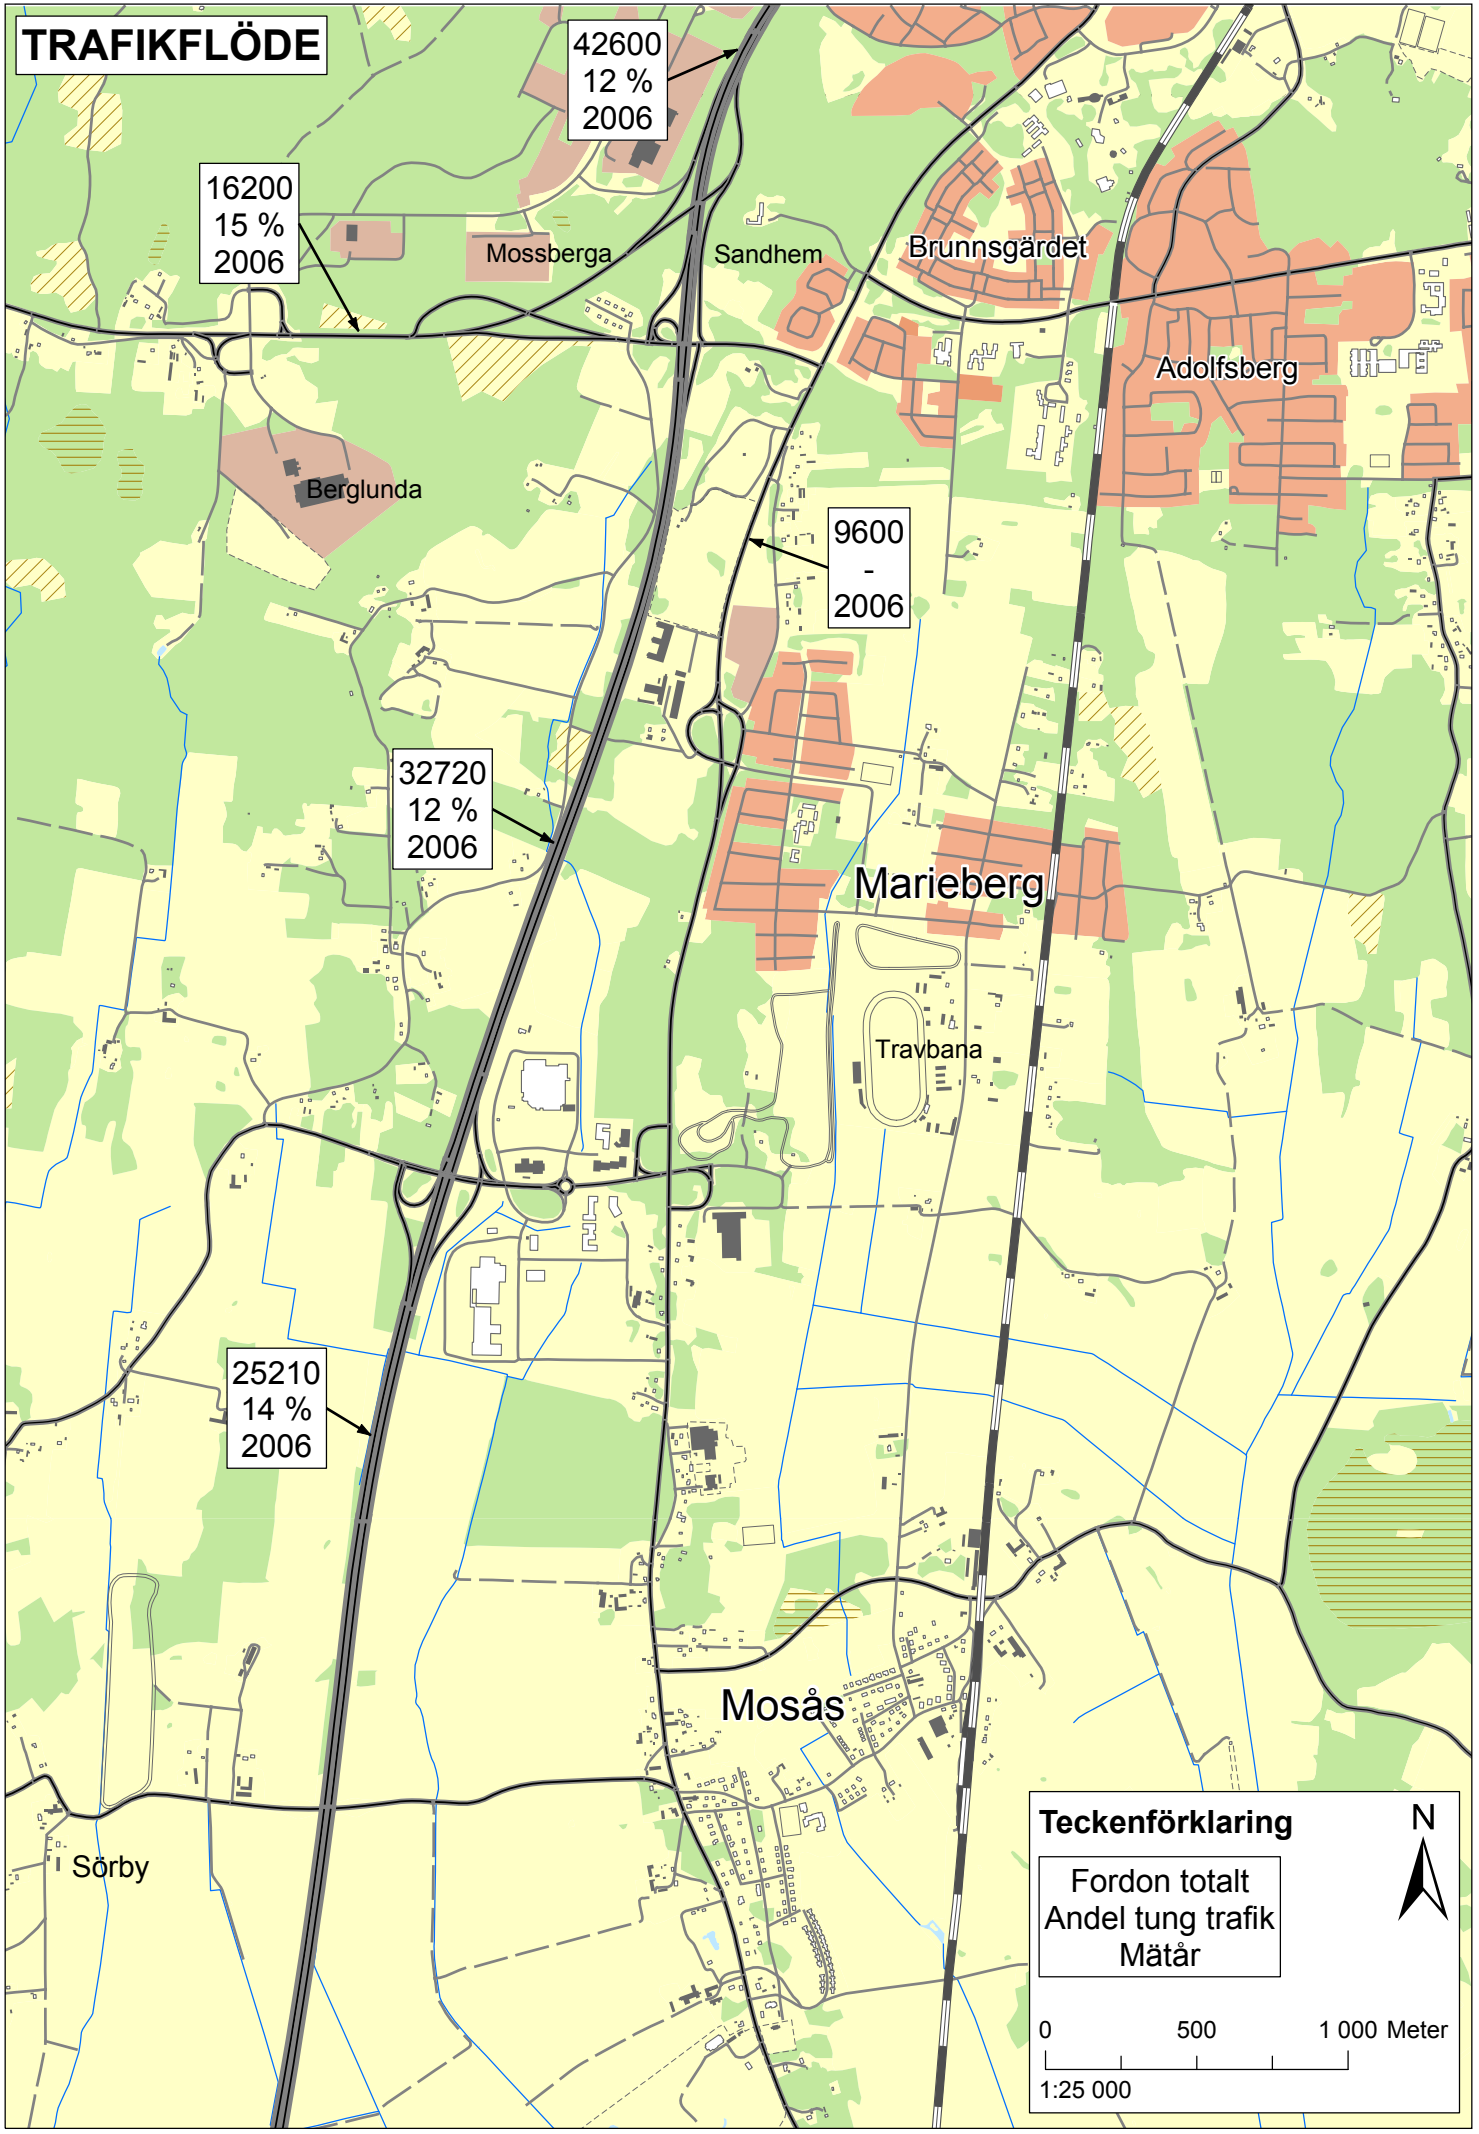 TRAFIKFLÖDE
42600
12 %
2006
16200
15 %
2006
Mossberga
Sandhem
Brunnsgärdet
Adolfsberg
Berglunda
9600
-
2006
32720
12 %
2006
Marieberg
Travbana
25210
14 %
2006
Mosås
Sörby
Teckenförklaring
N
Fordon totalt
Andel tung trafik
Mätår
0 500 1 000 Meter
1:25 000